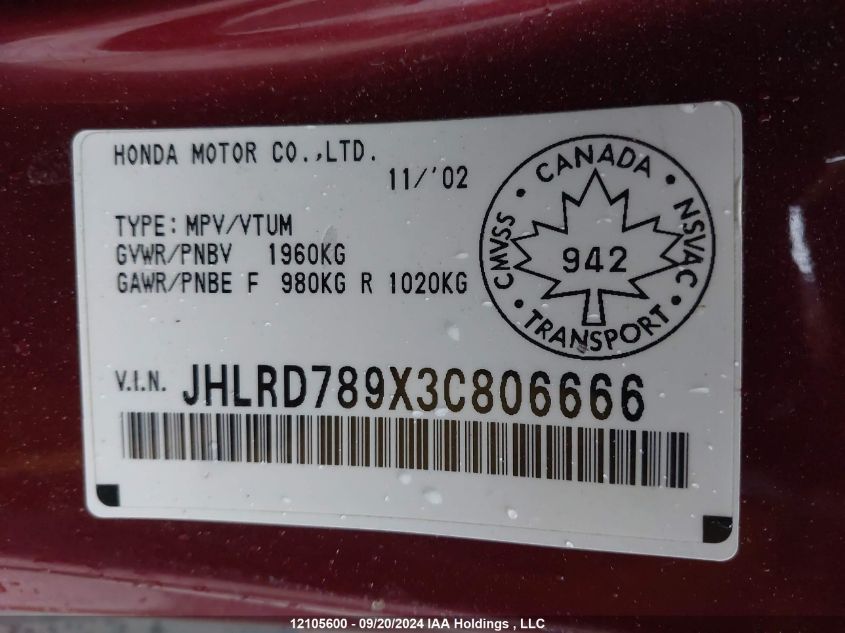 HONDA MOTOR CO.,LTD.
11/'02
TYPE: MPV/VTUM
GVWR/PNBV 1960KG
GAWR/PNBE F 980KG R 1020KG
CMVSS • CANADA • NSVAC • TRANSPORT •
942
V.I.N. JHLRD789X3C806666
12105600 - 09/20/2024 IAA Holdings , LLC